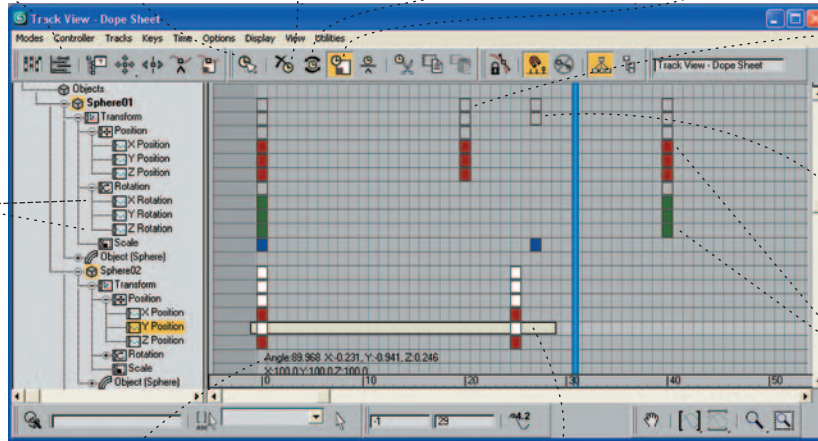 Track View - Dope Sheet
Modes Controller Tracks Keys Time Options Display View Utilities
Track View - Dope Sheet
Objects
Sphere01
Transform
Position
X Position
Y Position
Z Position
Rotation
X Rotation
Y Rotation
Z Rotation
Scale
Object (Sphere)
Sphere02
Transform
Position
X Position
Y Position
Z Position
Rotation
Scale
Object (Sphere)
Angle:89.968 X:-0.231, Y:-0.941, Z:0.246
X:100.0 Y:100.0 Z:100.0
0 10 20 30 40 50
ABC -1 29 4.2